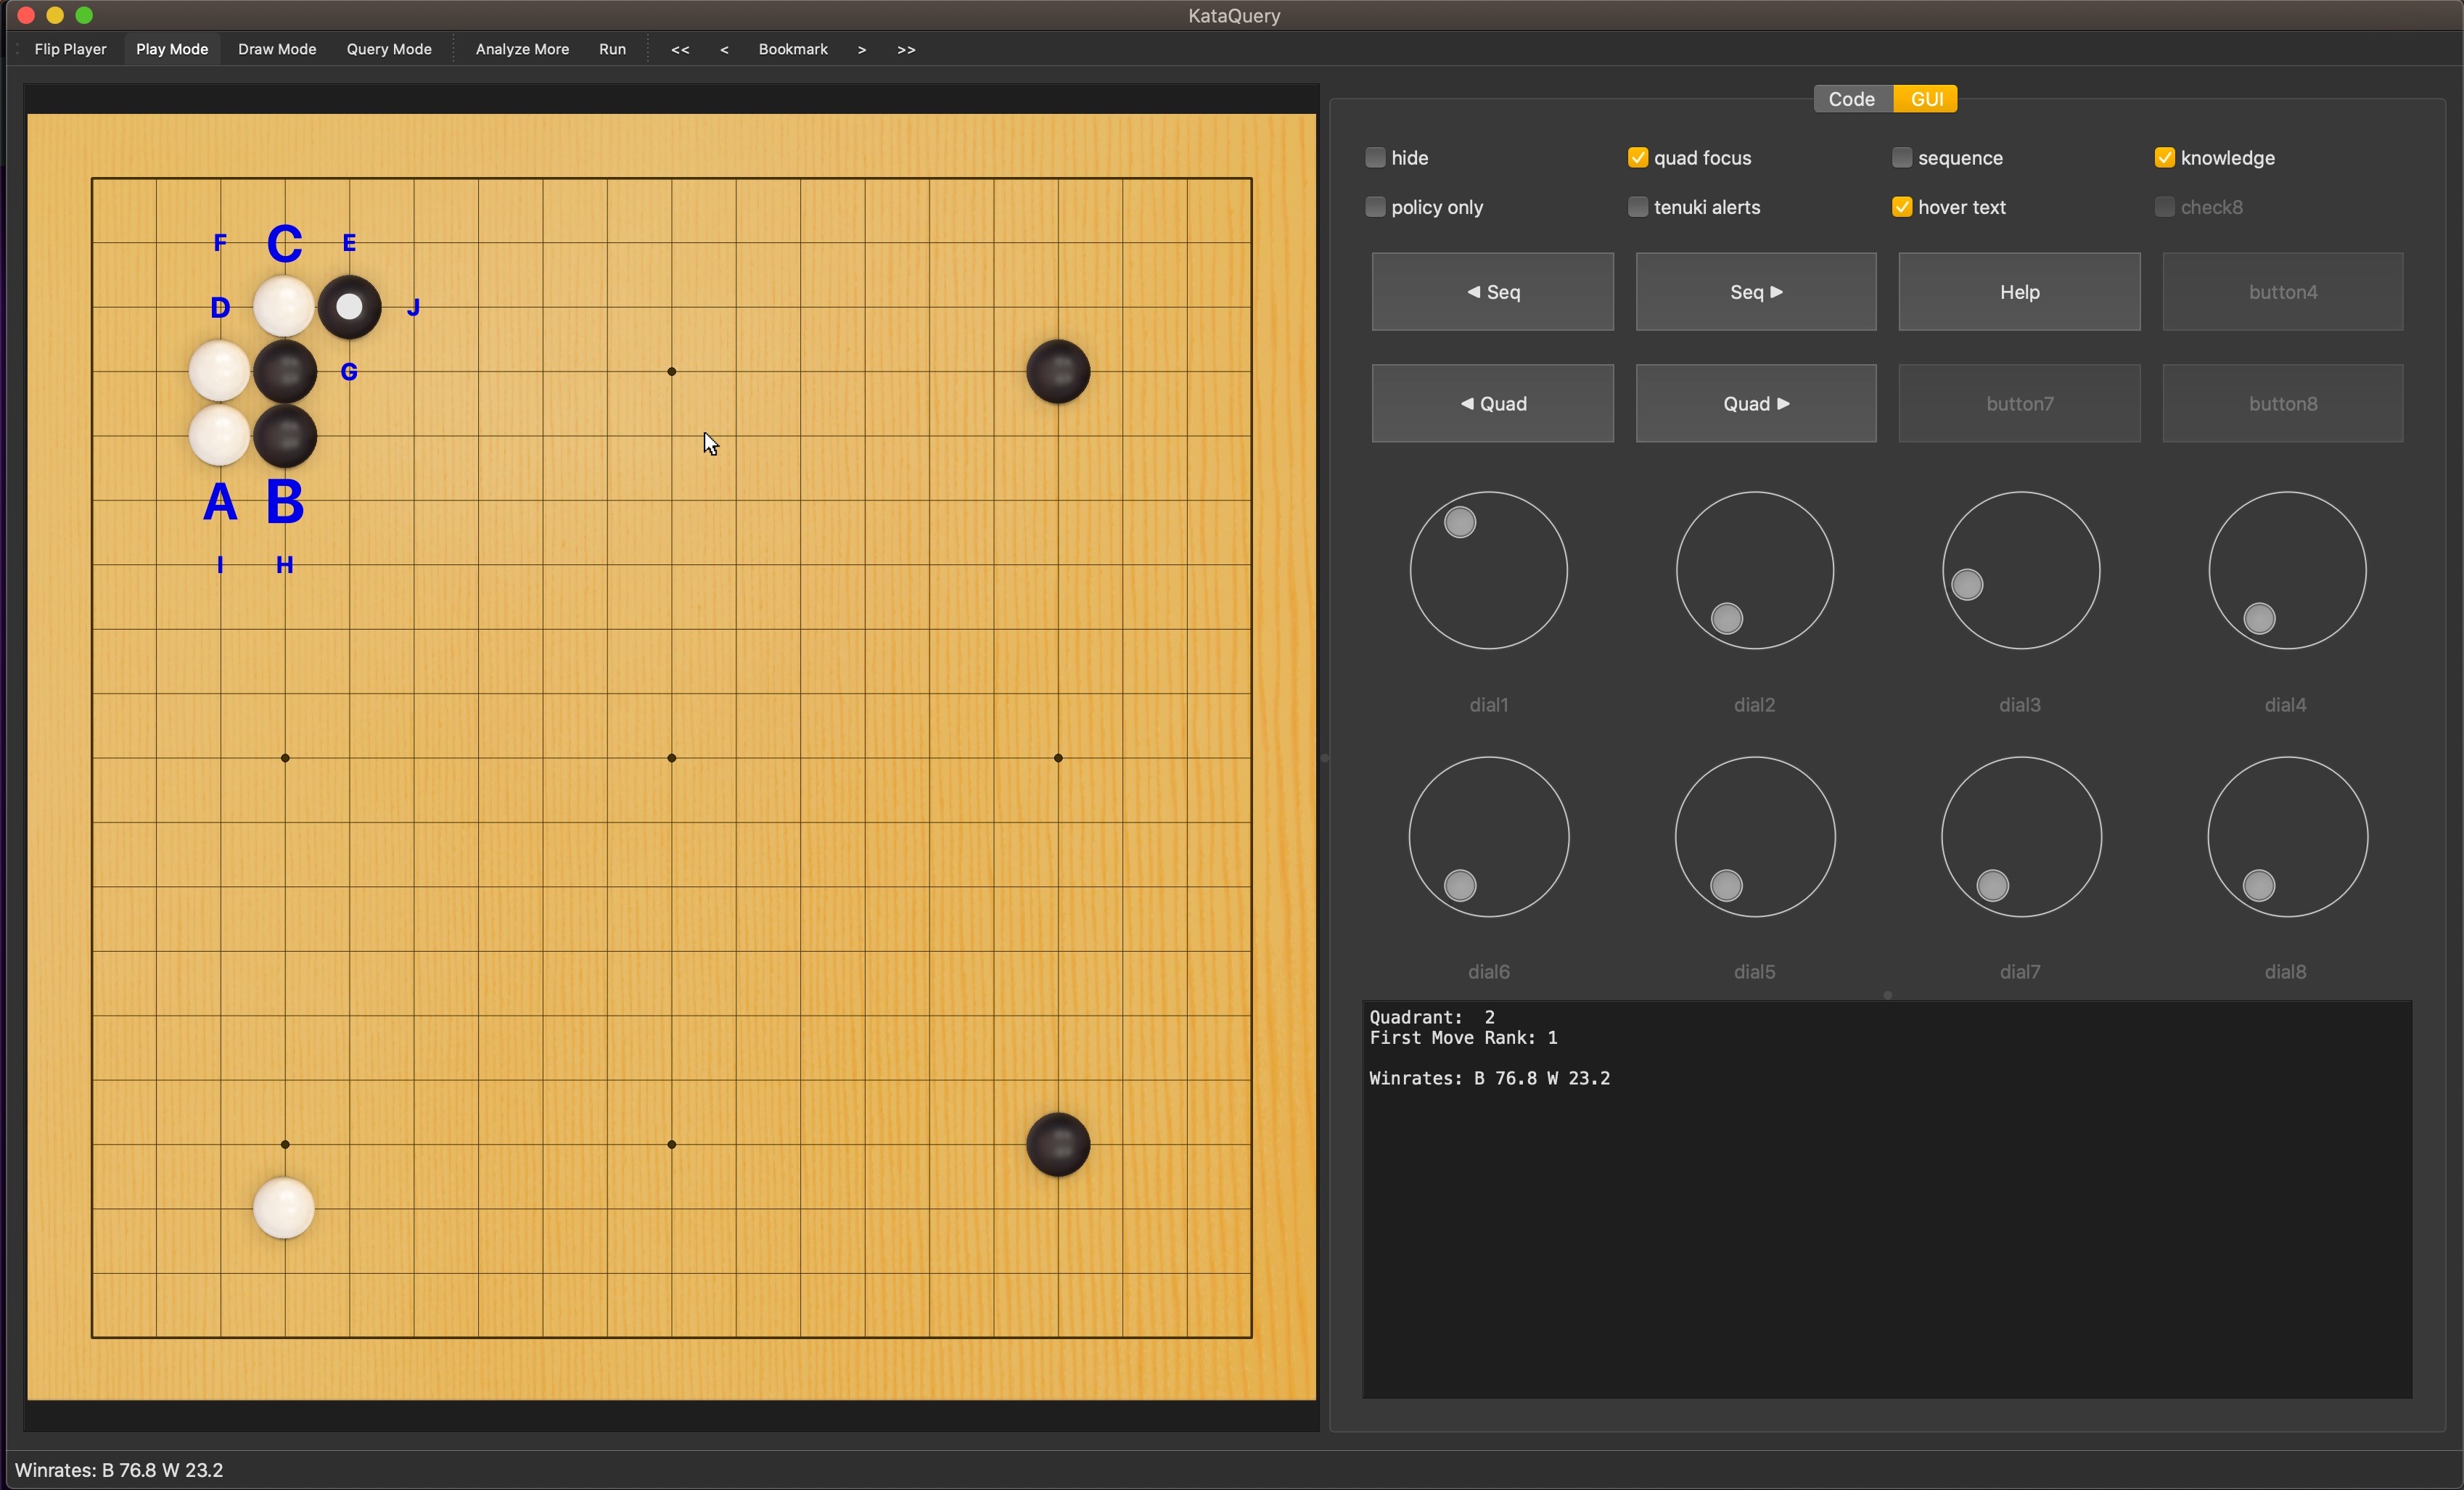 KataQuery
Flip Player Play Mode Draw Mode Query Mode Analyze More Run << < Bookmark > >>
Code GUI
hide quad focus sequence knowledge
policy only tenuki alerts hover text check8
F C E
D J
G
A B
I H
◀ Seq Seq ▶ Help button4
◀ Quad Quad ▶ button7 button8
dial1 dial2 dial3 dial4
dial6 dial5 dial7 dial8
Quadrant: 2
First Move Rank: 1
Winrates: B 76.8 W 23.2
Winrates: B 76.8 W 23.2